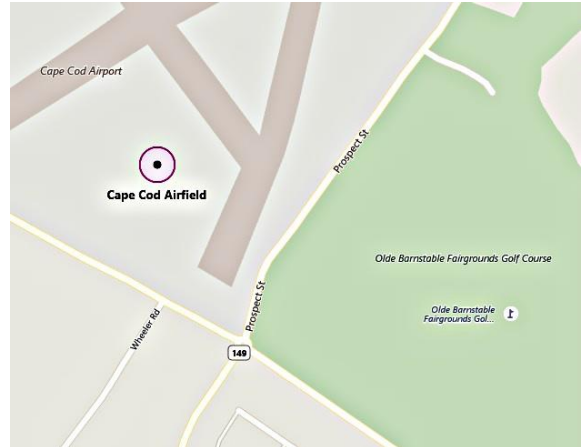 Cape Cod Airport
Prospect St
Cape Cod Airfield
Olde Barnstable Fairgrounds Golf Course
Prospect St
Olde Barnstable
Fairgrounds Gol...
Wheeler Rd
149